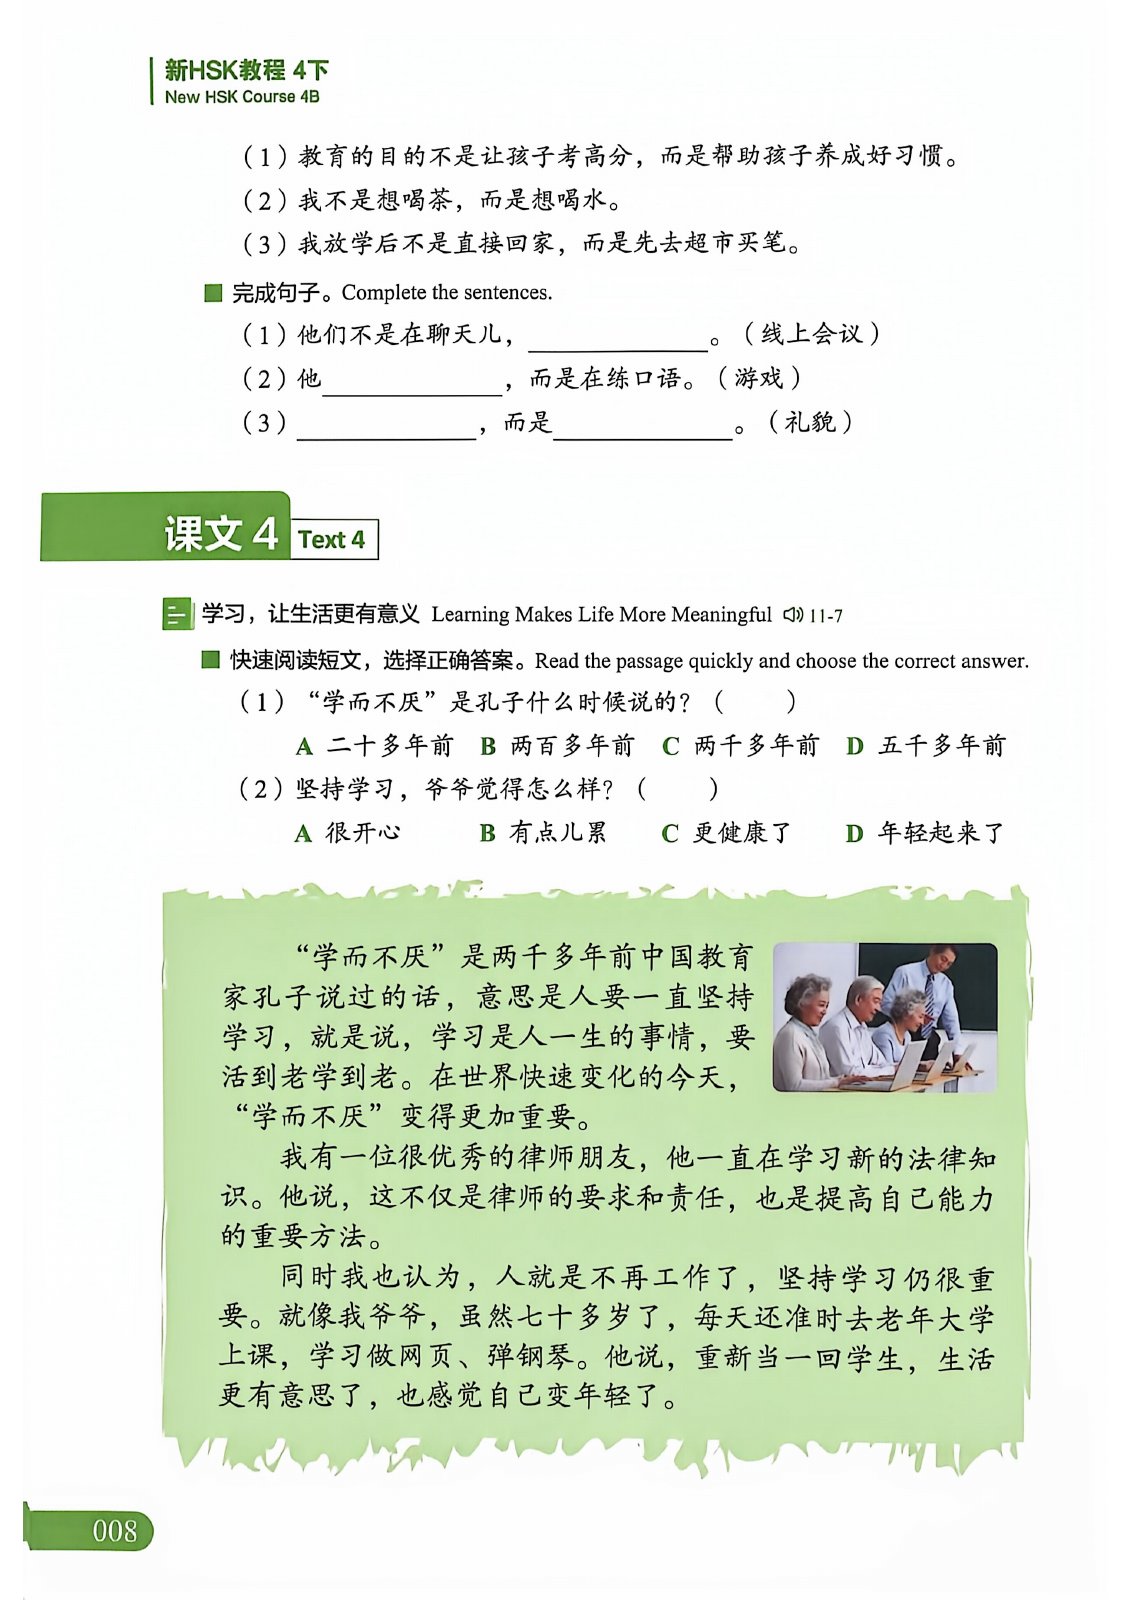 新HSK教程 4下
New HSK Course 4B
（1）教育的目的不是让孩子考高分，而是帮助孩子养成好习惯。
（2）我不是想喝茶，而是想喝水。
（3）我放学后不是直接回家，而是先去超市买笔。
完成句子。Complete the sentences.
（1）他们不是在聊天儿，______________。（线上会议）
（2）他______________，而是在练口语。（游戏）
（3）______________，而是______________。（礼貌）
课文 4 Text 4
学习，让生活更有意义 Learning Makes Life More Meaningful 11-7
快速阅读短文，选择正确答案。Read the passage quickly and choose the correct answer.
（1）“学而不厌”是孔子什么时候说的？（　　）
A 二十多年前 B 两百多年前 C 两千多年前 D 五千多年前
（2）坚持学习，爷爷觉得怎么样？（　　）
A 很开心 B 有点儿累 C 更健康了 D 年轻起来了
“学而不厌”是两千多年前中国教育
家孔子说过的话，意思是人要一直坚持
学习，就是说，学习是人一生的事情，要
活到老学到老。在世界快速变化的今天，
“学而不厌”变得更加重要。
我有一位很优秀的律师朋友，他一直在学习新的法律知
识。他说，这不仅是律师的要求和责任，也是提高自己能力
的重要方法。
同时我也认为，人就是不再工作了，坚持学习仍很重
要。就像我爷爷，虽然七十多岁了，每天还准时去老年大学
上课，学习做网页、弹钢琴。他说，重新当一回学生，生活
更有意思了，也感觉自己变年轻了。
008